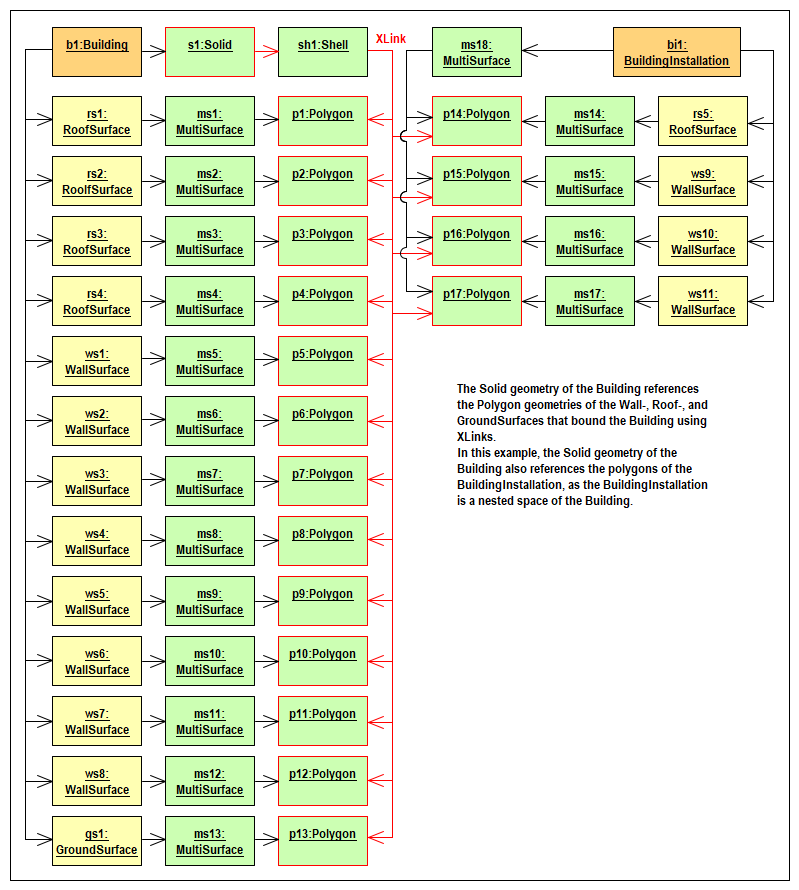 b1:Building
s1:Solid
sh1:Shell
XLink
ms18:
MultiSurface
bi1:
BuildingInstallation
rs1:
RoofSurface
ms1:
MultiSurface
p1:Polygon
p14:Polygon
ms14:
MultiSurface
rs5:
RoofSurface
rs2:
RoolfSurface
ms2:
MultiSurface
p2:Polygon
p15:Polygon
ms15:
MultiSurface
ws9:
WallSurface
rs3:
RoofSurface
ms3:
MultiSurface
p3:Polygon
p16:Polygon
ms16:
MultiSurface
ws10:
WallSurface
rs4:
RoofSurface
ms4:
MultiSurface
p4:Polygon
p17:Polygon
ms17:
MultiSurface
ws11:
WallSurface
ws1:
WallSurface
ms5:
MultiSurface
p5:Polygon
ws2:
WallSurface
ms6:
MultiSurface
p6:Polygon
ws3:
WallSurface
ms7:
MultiSurface
p7:Polygon
ws4:
WallSurface
ms8:
MultiSurface
p8:Polygon
ws5:
WallSurface
ms9:
MultiSurface
p9:Polygon
ws6:
WallSurface
ms10:
MultiSurface
p10:Polygon
ws7:
WallSurface
ms11:
MultiSurface
p11:Polygon
ws8:
WallSurface
ms12:
MultiSurface
p12:Polygon
gs1:
GroundSurface
ms13:
MultiSurface
p13:Polygon
The Solid geometry of the Building references
the Polygon geometries of the Wall-, Roof-, and
GroundSurfaces that bound the Building using
XLinks.
In this example, the Solid geometry of the
Building also references the polygons of the
BuildingInstallation, as the BuildingInstallation
is a nested space of the Building.